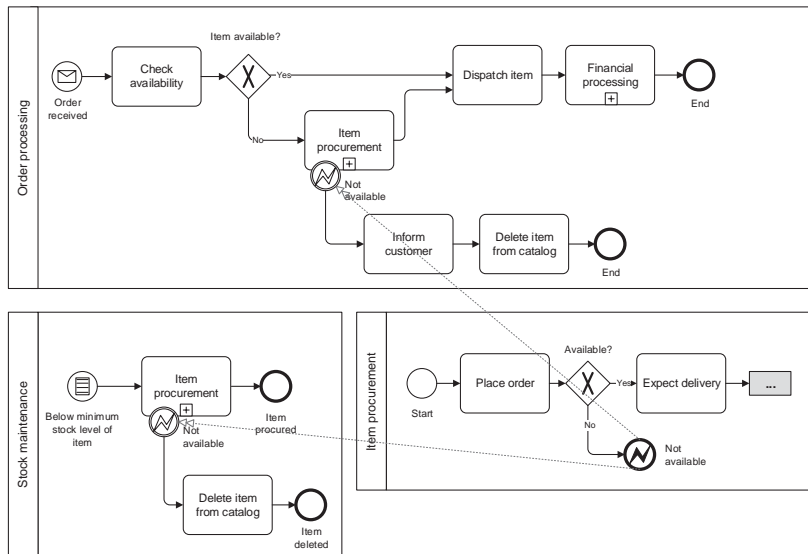 Order processing
Order
received
Check
availability
Item available?
Yes
No
Item
procurement
Not
available
Dispatch item
Financial
processing
End
Inform
customer
Delete item
from catalog
End
Stock maintenance
Below minimum
stock level of
item
Item
procurement
Not
available
Item
procured
Delete item
from catalog
Item
deleted
Item procurement
Start
Place order
Available?
Yes
No
Expect delivery
...
Not
available